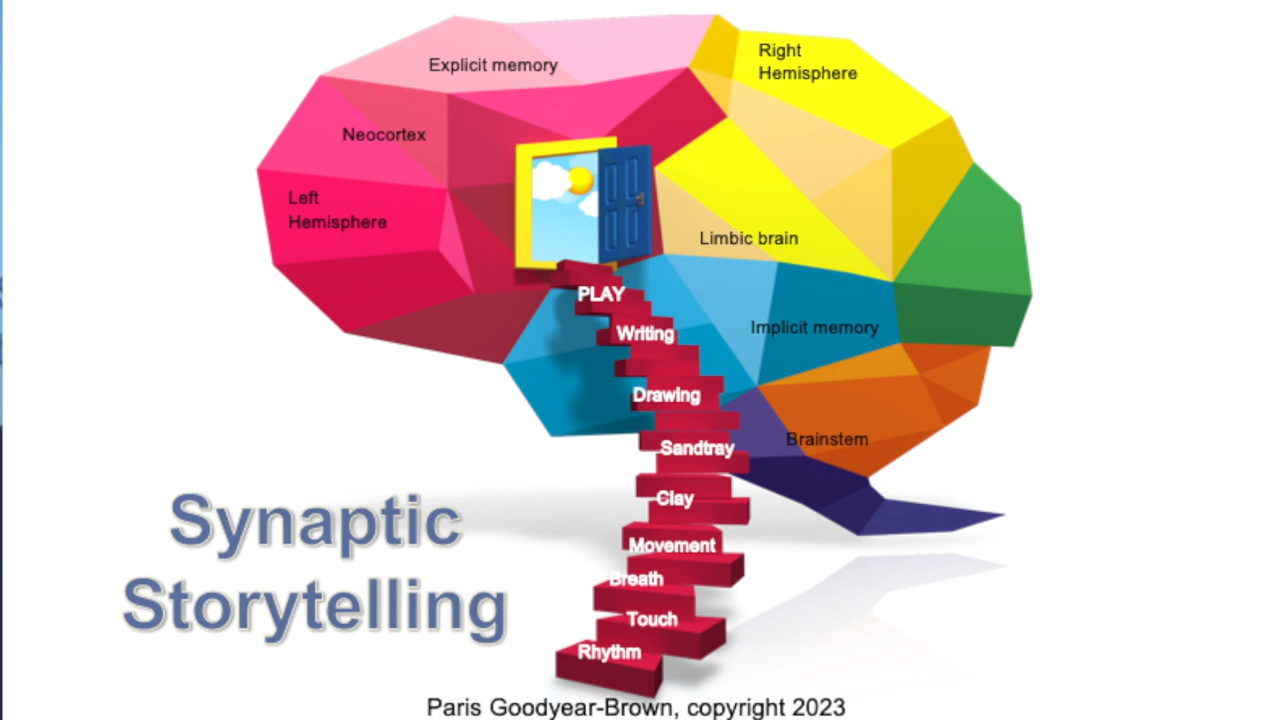 Explicit memory
Right
Hemisphere
Neocortex
Left
Hemisphere
Limbic brain
PLAY
Implicit memory
Writing
Drawing
Brainstem
Sandtray
Clay
Movement
Breath
Touch
Rhythm
Synaptic
Storytelling
Paris Goodyear-Brown, copyright 2023